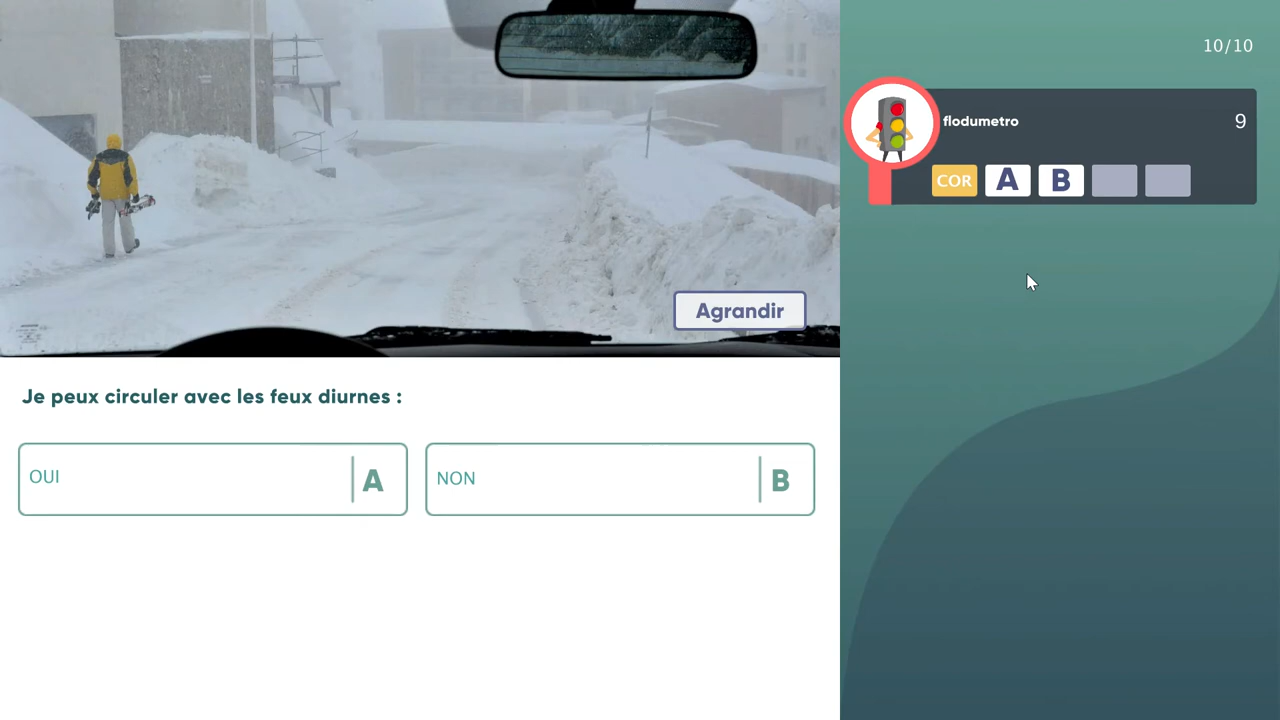 10/10
flodumetro
9
COR A B
Agrandir
Je peux circuler avec les feux diurnes :
OUI
A
NON
B